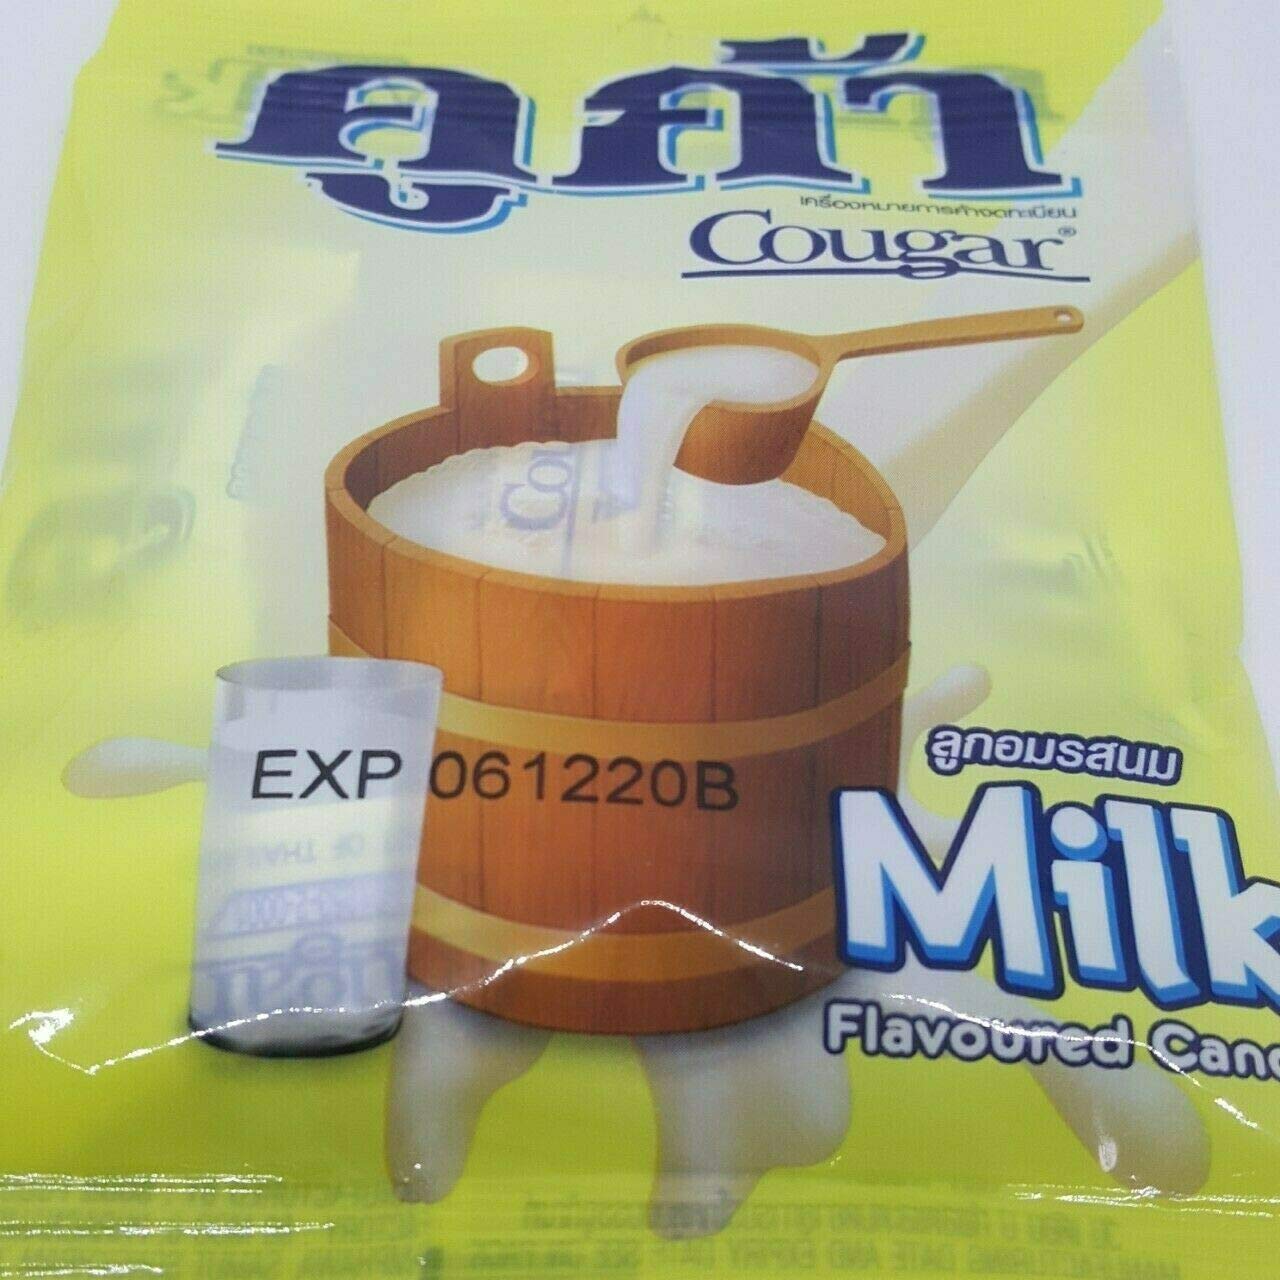 คูก้า
เครื่องหมายการค้าจดทะเบียน
Cougar®
EXP 061220B
ลูกอมรสนม
Milk
Flavoured